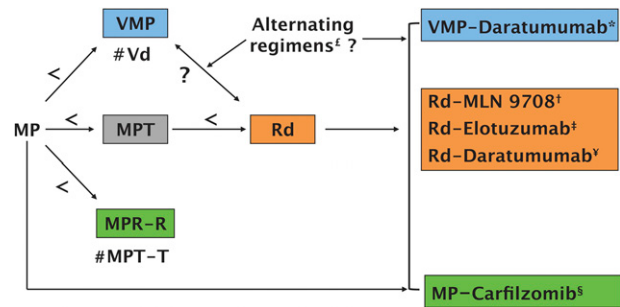 VMP
#Vd
Alternating
regimens£ ?
VMP-Daratumumab*
<
?
MP
<
MPT
<
Rd
Rd-MLN 9708†
Rd-Elotuzumab‡
Rd-Daratumumab¥
<
MPR-R
#MPT-T
MP-Carfilzomib§